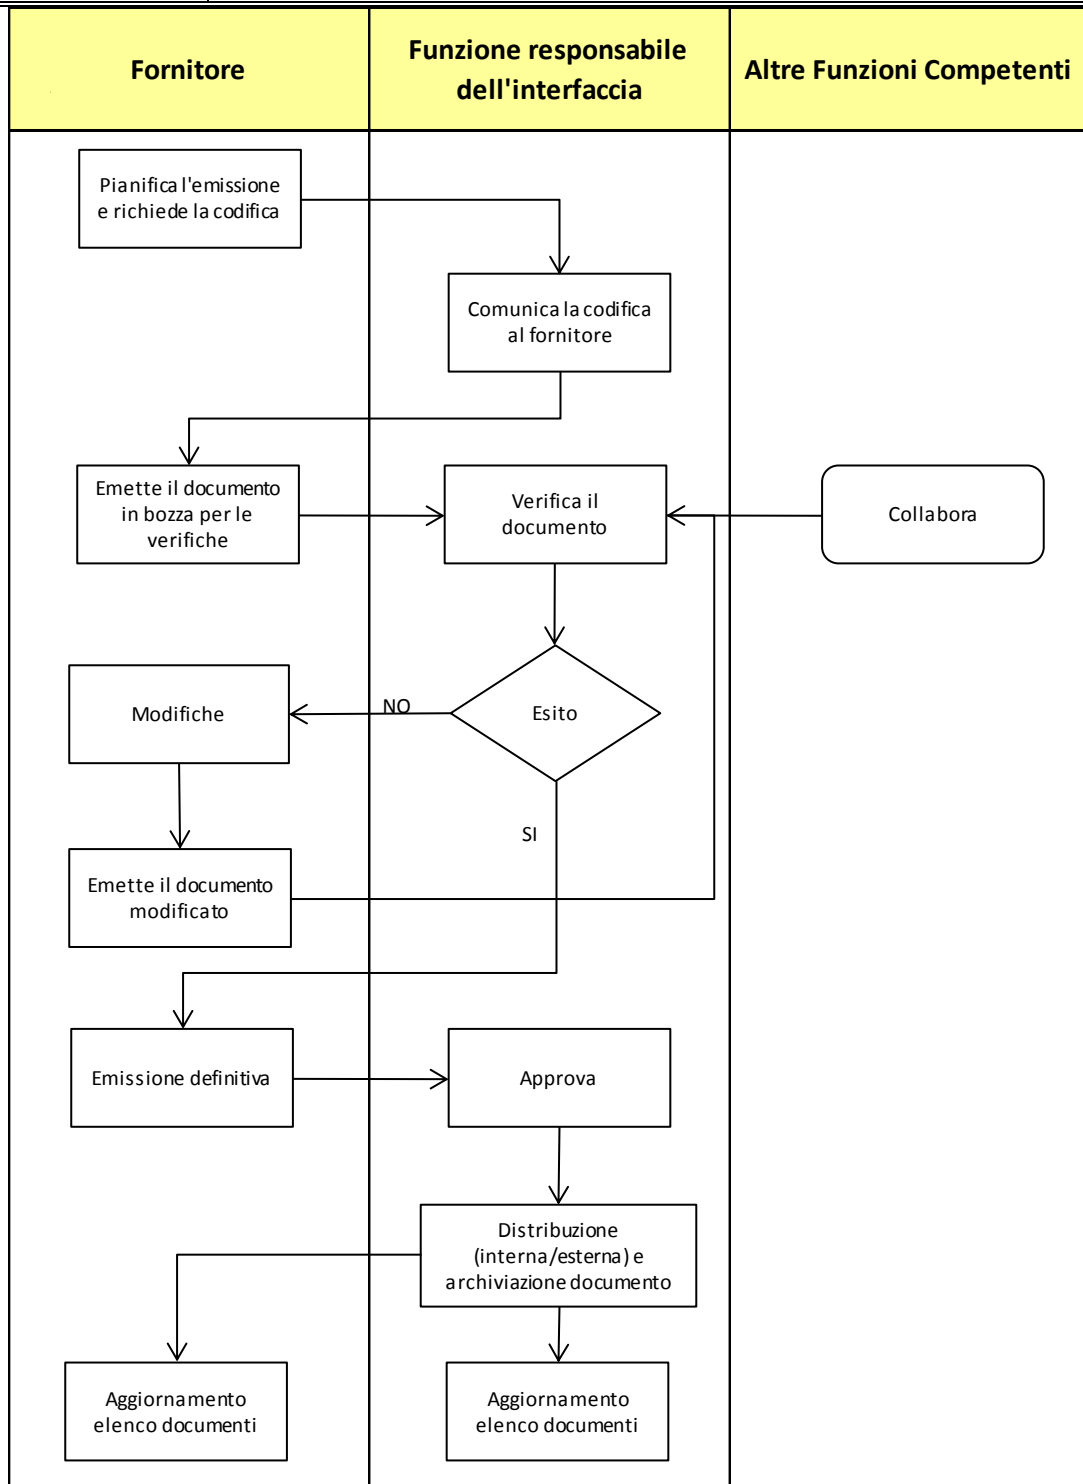 Fornitore
Funzione responsabile
dell'interfaccia
Altre Funzioni Competenti
Pianifica l'emissione
e richiede la codifica
Comunica la codifica
al fornitore
Emette il documento
in bozza per le
verifiche
Verifica il
documento
Collabora
Modifiche
NO
Esito
SI
Emette il documento
modificato
Emissione definitiva
Approva
Distribuzione
(interna/esterna) e
archiviazione documento
Aggiornamento
elenco documenti
Aggiornamento
elenco documenti